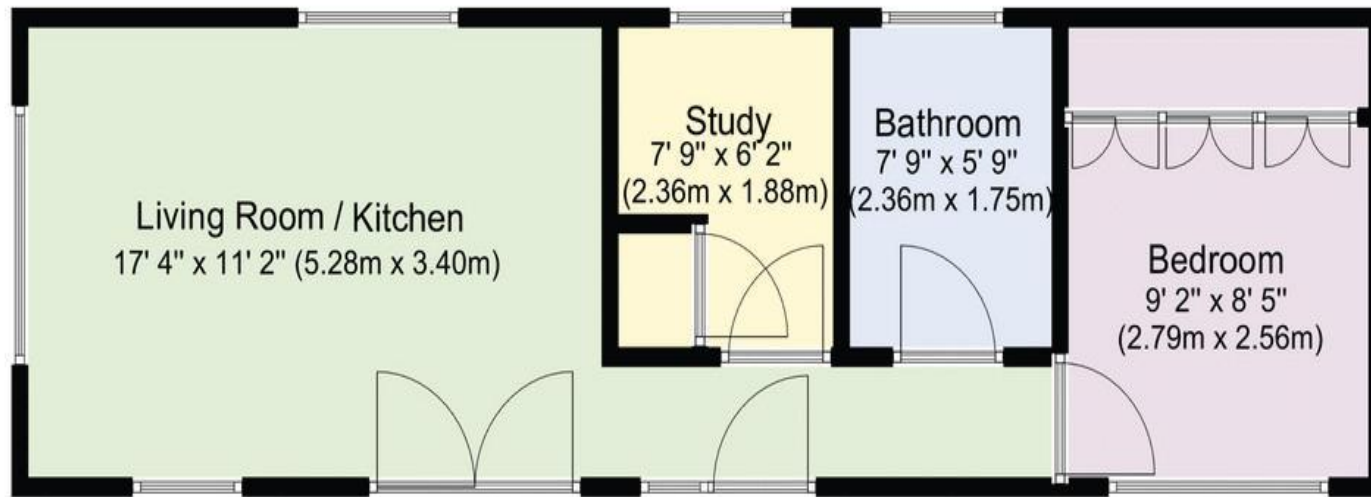 Living Room / Kitchen
17' 4" x 11' 2" (5.28m x 3.40m)
Study
7' 9" x 6' 2"
(2.36m x 1.88m)
Bathroom
7' 9" x 5' 9"
(2.36m x 1.75m)
Bedroom
9' 2" x 8' 5"
(2.79m x 2.56m)